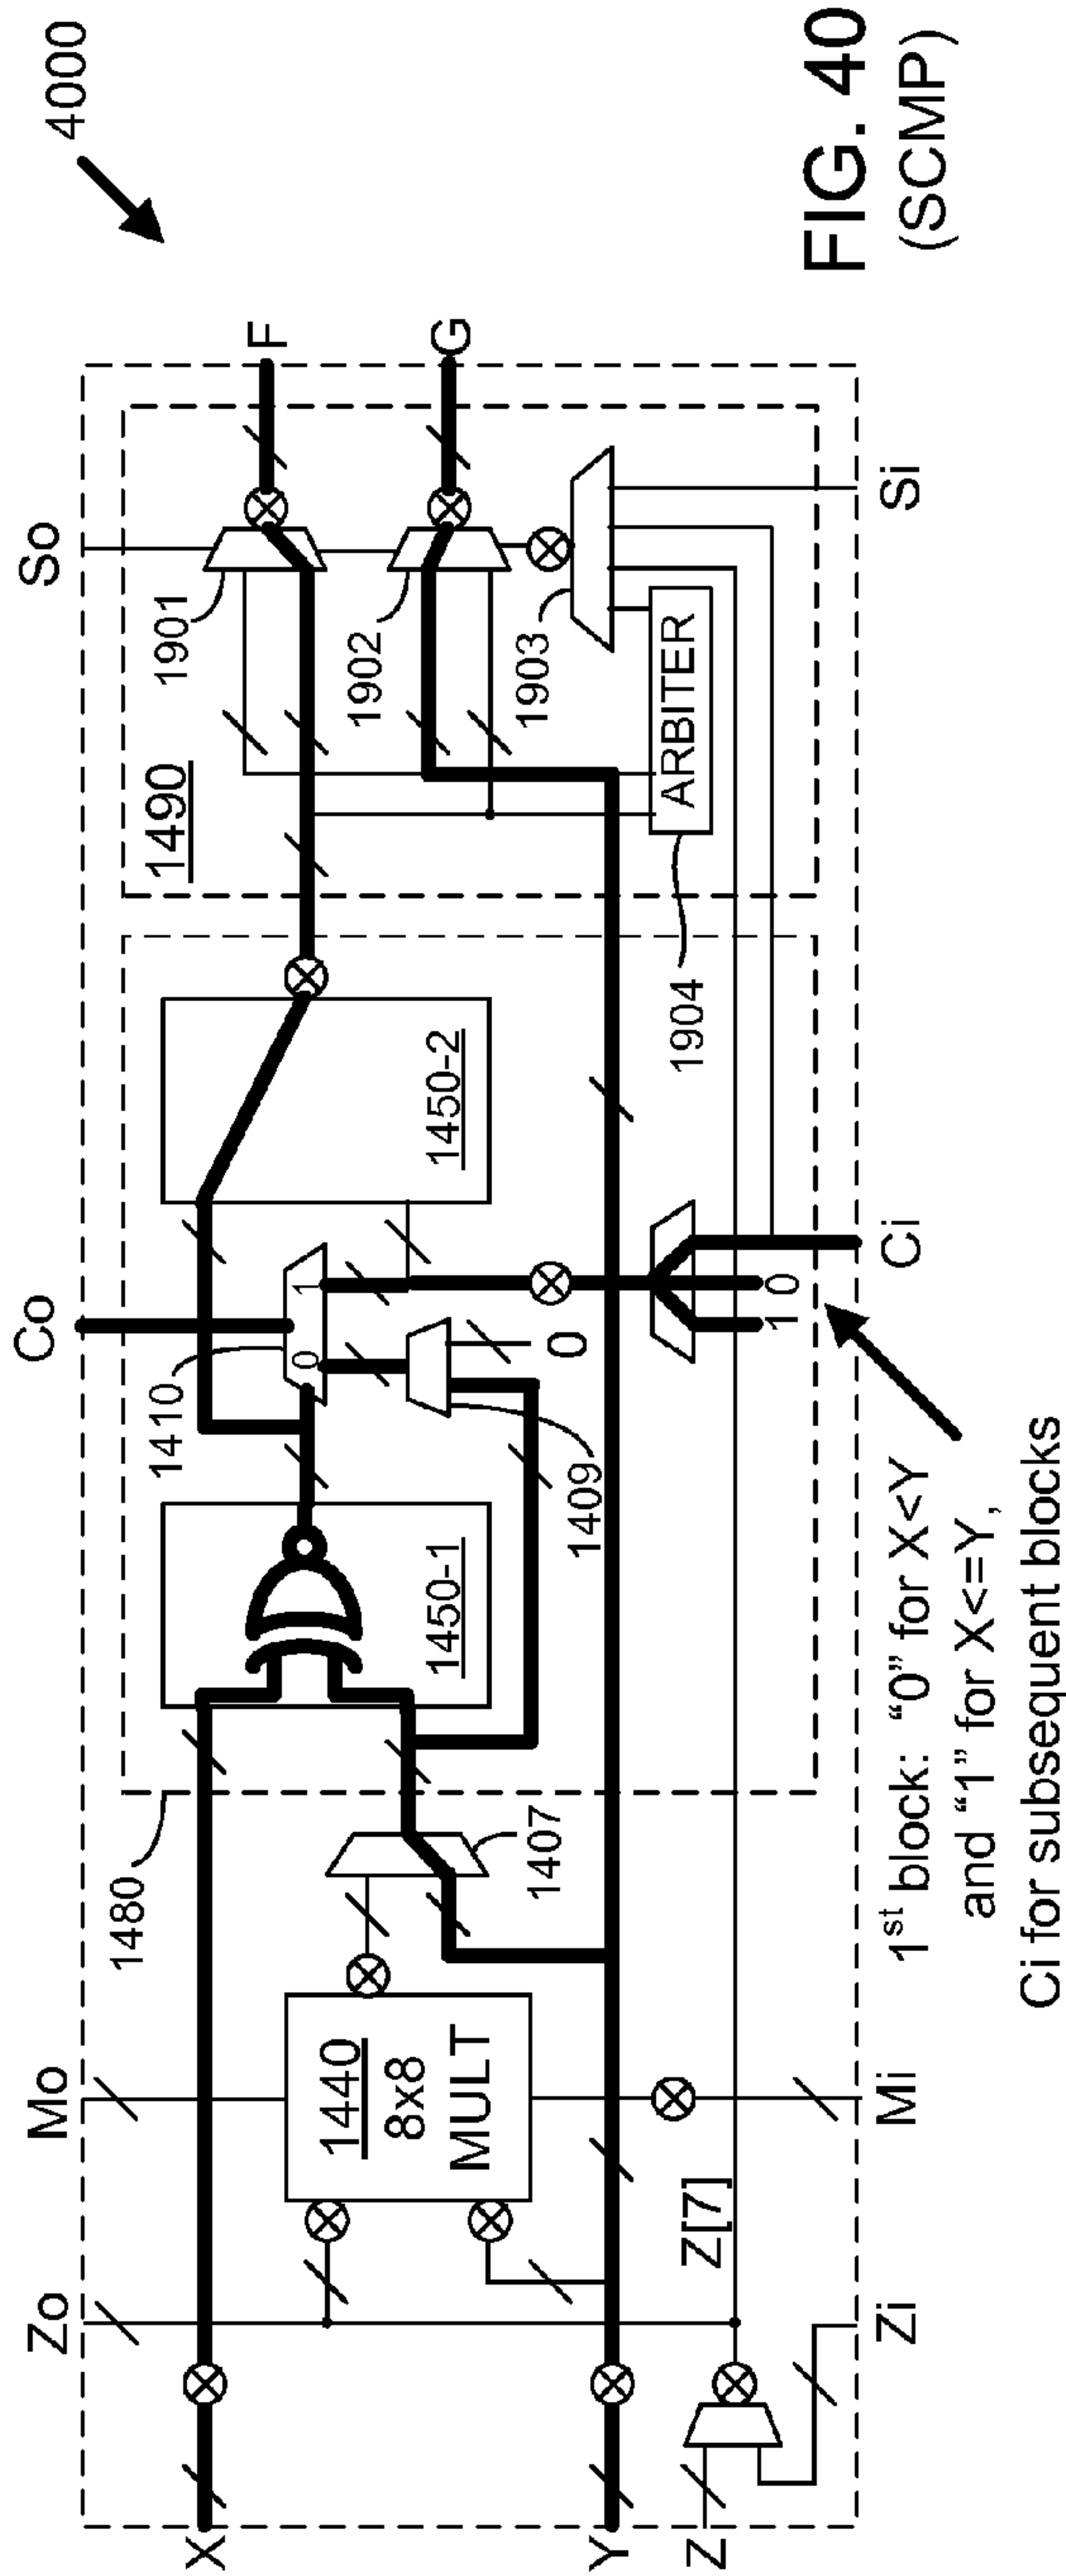 4000
So
Co
Mo
Zo
F
G
1901
1902
1903
1490
ARBITER
1904
Si
1450-2
1410
0
1
1409
0
1450-1
1 0
Ci
1480
1407
1440
8x8
MULT
Mi
Z[7]
Zi
X
Y
Z
1st block: “0” for X<Y
and “1” for X<=Y,
Ci for subsequent blocks
FIG. 40
(SCMP)